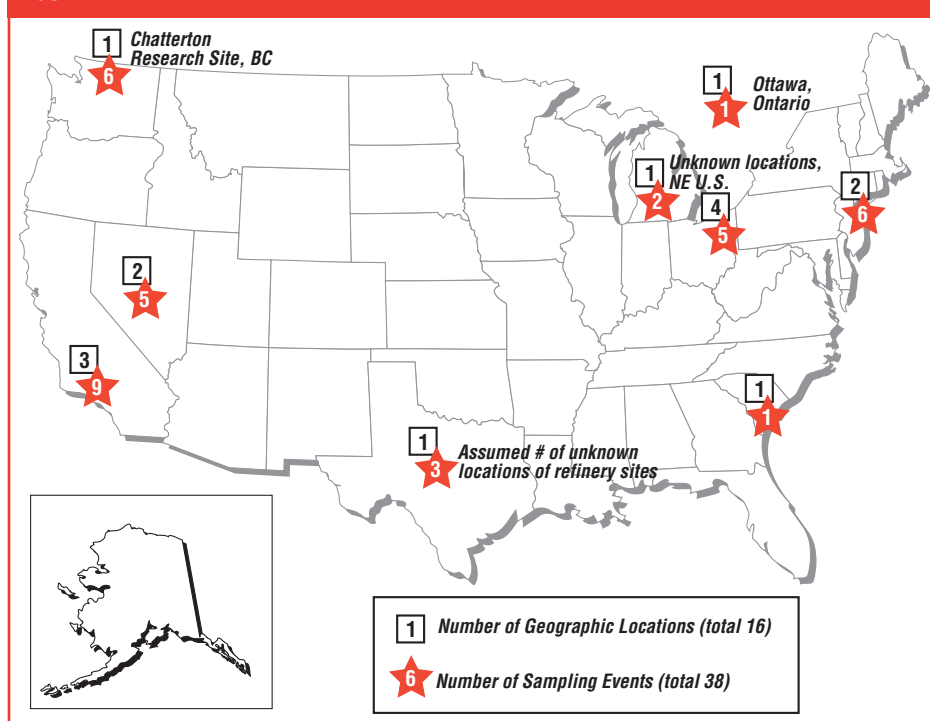 1 Chatterton
Research Site, BC
6
1 Ottawa,
Ontario
1
1 Unknown locations,
NE U.S.
2
4
5
2
6
2
5
3
9
1
1
1 Assumed # of unknown
3 locations of refinery sites
1 Number of Geographic Locations (total 16)
6 Number of Sampling Events (total 38)